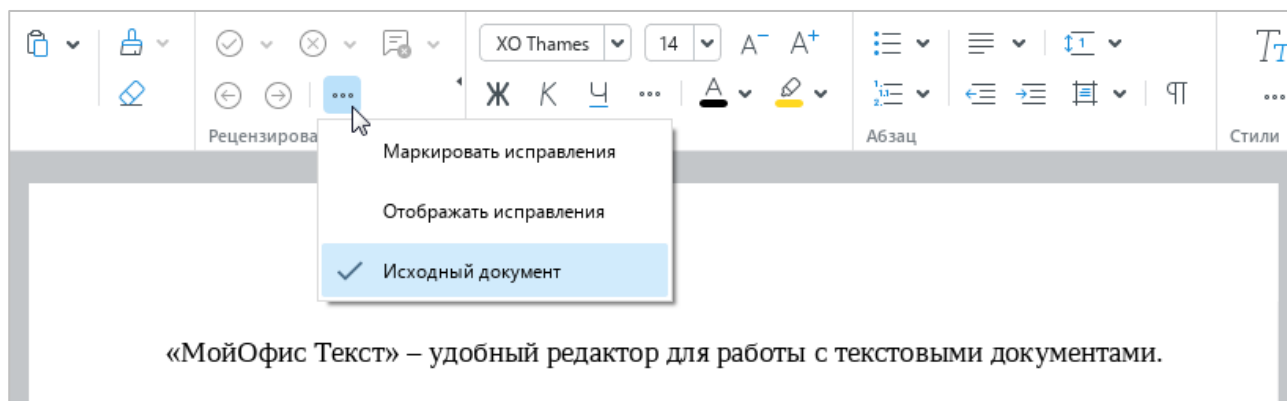 XO Thames 14 А⁻ А⁺
Ж К Ч А
Рецензирова Абзац Стили
Маркировать исправления
Отображать исправления
Исходный документ
«МойОфис Текст» – удобный редактор для работы с текстовыми документами.